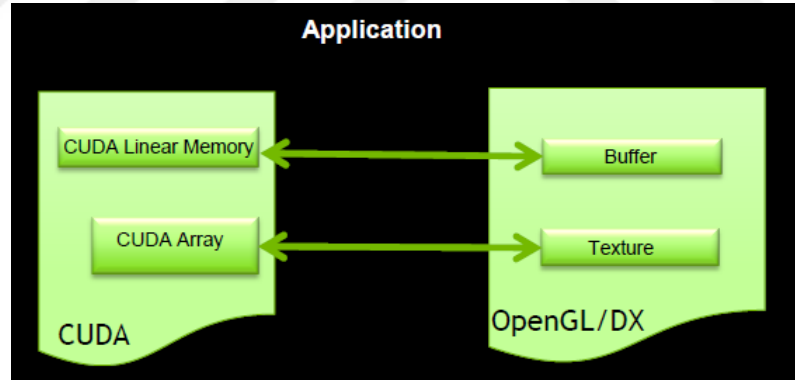 Application
CUDA Linear Memory
Buffer
CUDA Array
Texture
CUDA
OpenGL/DX